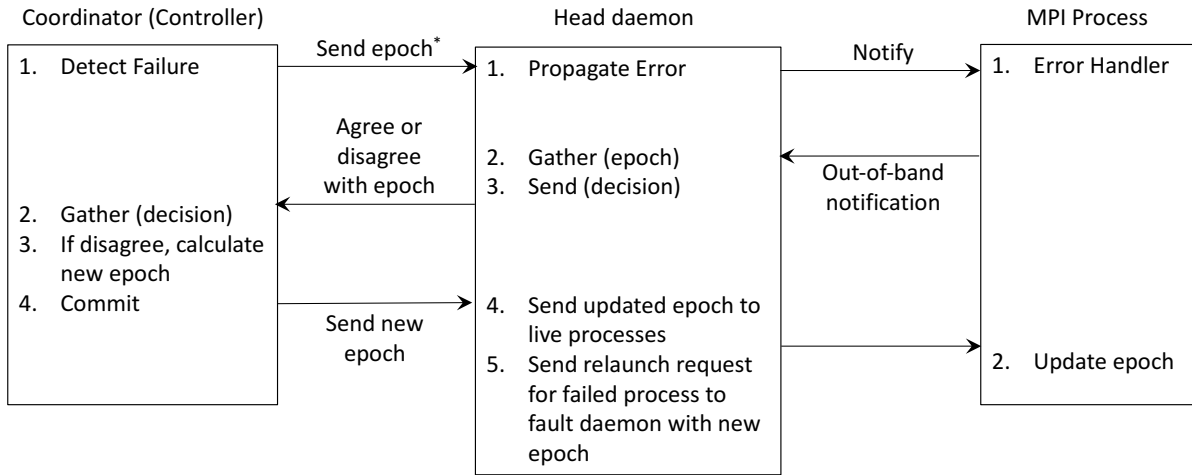 Coordinator (Controller)
Head daemon
MPI Process
1. Detect Failure
2. Gather (decision)
3. If disagree, calculate
new epoch
4. Commit
Send epoch*
Agree or
disagree
with epoch
Send new
epoch
1. Propagate Error
2. Gather (epoch)
3. Send (decision)
4. Send updated epoch to
live processes
5. Send relaunch request
for failed process to
fault daemon with new
epoch
Notify
Out-of-band
notification
1. Error Handler
2. Update epoch